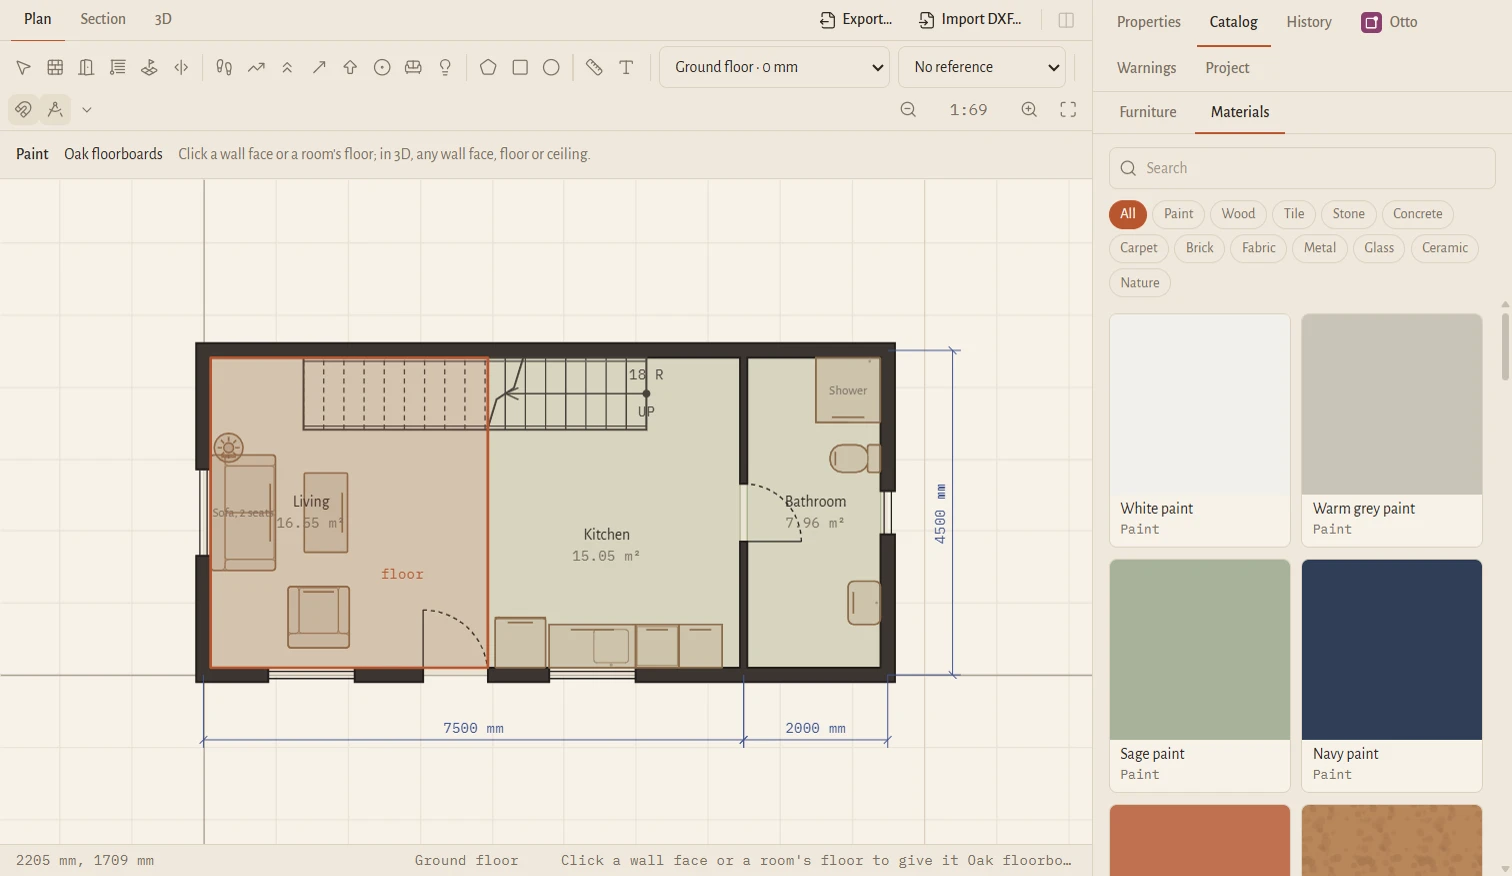 Plan Section 3D Export... Import DXF...
Ground floor · 0 mm No reference
1:69
Paint Oak floorboards Click a wall face or a room's floor; in 3D, any wall face, floor or ceiling.
18 R
UP
Shower
Living
16.55 m²
Sofa, 2 seats
Bathroom
7.96 m²
Kitchen
15.05 m²
floor
4500 mm
7500 mm 2000 mm
2205 mm, 1709 mm Ground floor Click a wall face or a room's floor to give it Oak floorbo…
Properties Catalog History Otto
Warnings Project
Furniture Materials
Search
All Paint Wood Tile Stone Concrete
Carpet Brick Fabric Metal Glass Ceramic
Nature
White paint
Paint
Warm grey paint
Paint
Sage paint
Paint
Navy paint
Paint